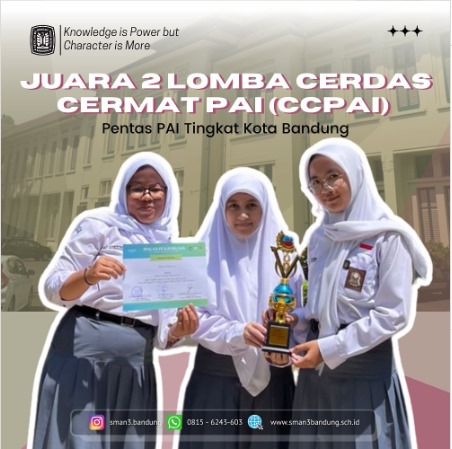 Knowledge is Power but
Character is More
JUARA 2 LOMBA CERDAS
CERMAT PAI (CCPAI)
Pentas PAI Tingkat Kota Bandung
sman3.bandung
0815 - 6243-603
www.sman3bandung.sch.id